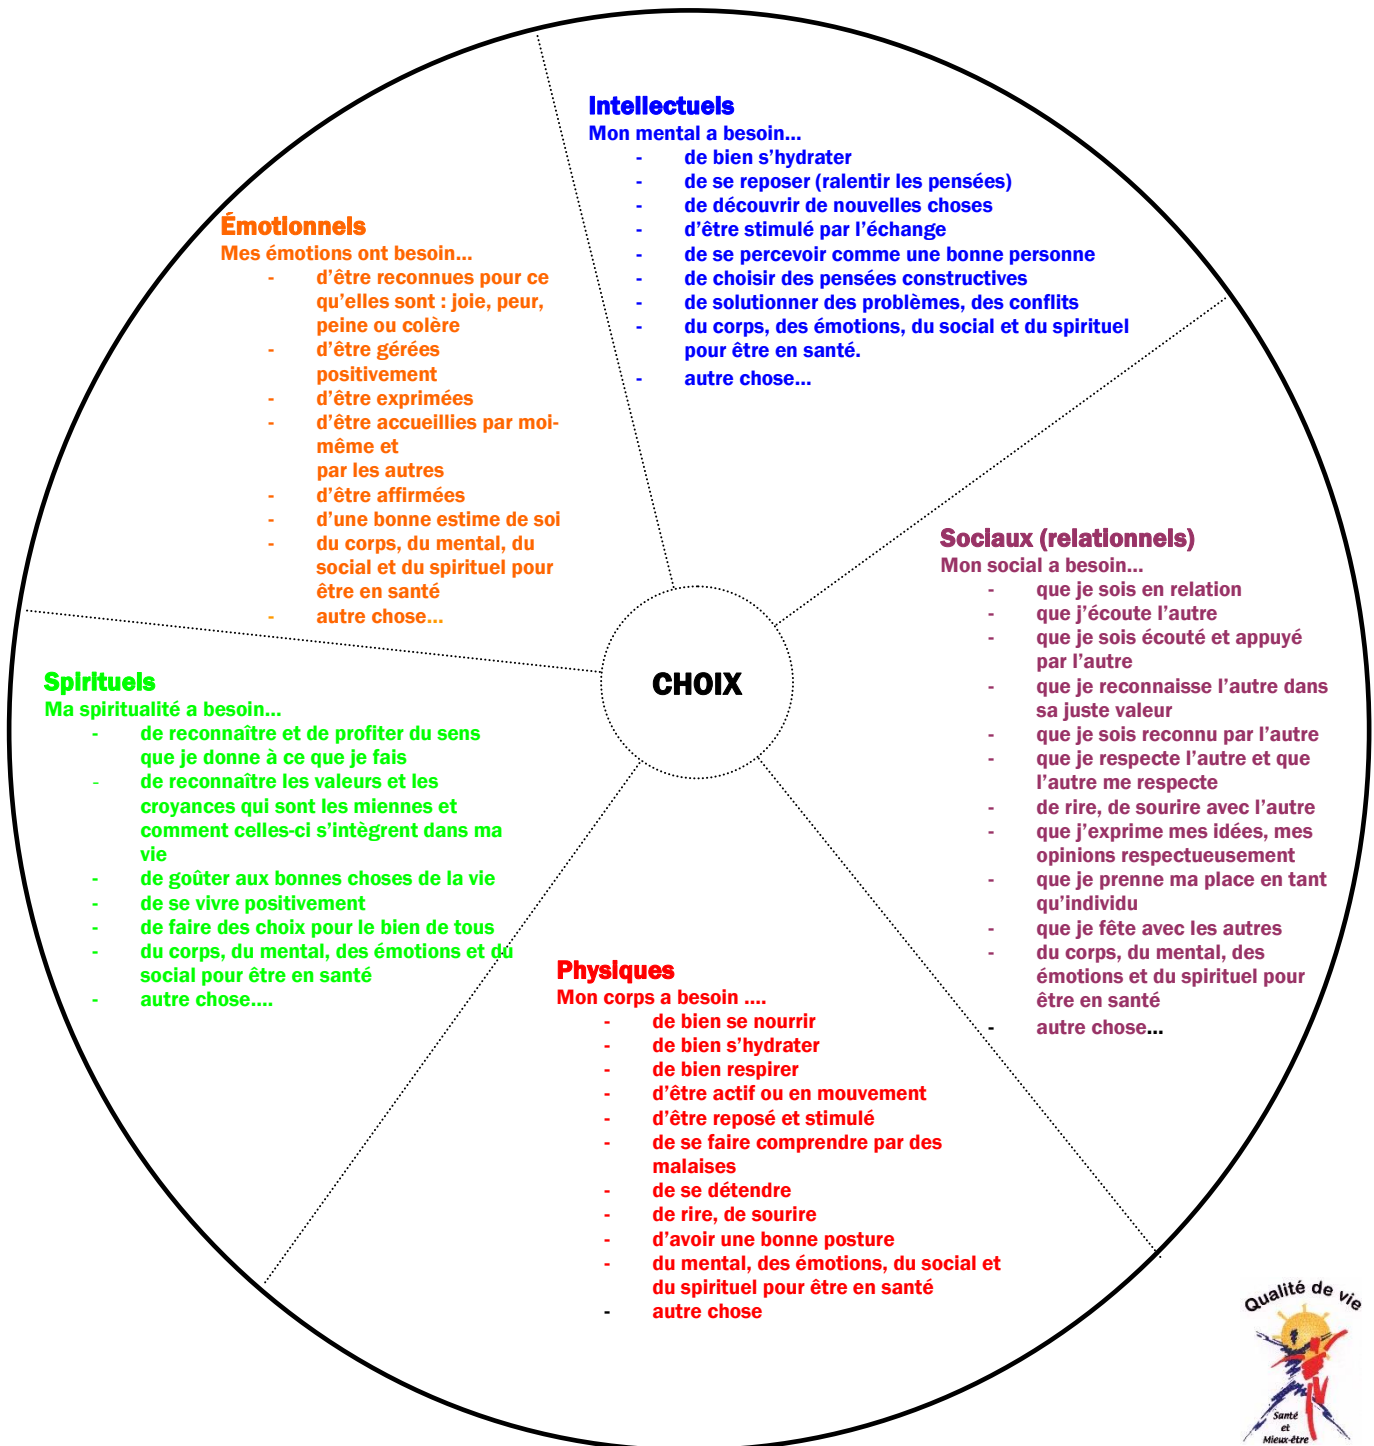 Intellectuels
Mon mental a besoin…
- de bien s’hydrater
- de se reposer (ralentir les pensées)
- de découvrir de nouvelles choses
- d’être stimulé par l’échange
- de se percevoir comme une bonne personne
- de choisir des pensées constructives
- de solutionner des problèmes, des conflits
- du corps, des émotions, du social et du spirituel
pour être en santé.
- autre chose…
Émotionnels
Mes émotions ont besoin…
- d’être reconnues pour ce
qu’elles sont : joie, peur,
peine ou colère
- d’être gérées
positivement
- d’être exprimées
- d’être accueillies par moi-
même et
par les autres
- d’être affirmées
- d’une bonne estime de soi
- du corps, du mental, du
social et du spirituel pour
être en santé
- autre chose…
Sociaux (relationnels)
Mon social a besoin…
- que je sois en relation
- que j’écoute l’autre
- que je sois écouté et appuyé
par l’autre
- que je reconnaisse l’autre dans
sa juste valeur
- que je sois reconnu par l’autre
- que je respecte l’autre et que
l’autre me respecte
- de rire, de sourire avec l’autre
- que j’exprime mes idées, mes
opinions respectueusement
- que je prenne ma place en tant
qu’individu
- que je fête avec les autres
- du corps, du mental, des
émotions et du spirituel pour
être en santé
- autre chose…
CHOIX
Spirituels
Ma spiritualité a besoin…
- de reconnaître et de profiter du sens
que je donne à ce que je fais
- de reconnaître les valeurs et les
croyances qui sont les miennes et
comment celles-ci s’intègrent dans ma
vie
- de goûter aux bonnes choses de la vie
- de se vivre positivement
- de faire des choix pour le bien de tous
- du corps, du mental, des émotions et du
social pour être en santé
- autre chose….
Physiques
Mon corps a besoin ….
- de bien se nourrir
- de bien s’hydrater
- de bien respirer
- d’être actif ou en mouvement
- d’être reposé et stimulé
- de se faire comprendre par des
malaises
- de se détendre
- de rire, de sourire
- d’avoir une bonne posture
- du mental, des émotions, du social et
du spirituel pour être en santé
- autre chose
Qualité de vie
Santé
et
Mieux-être